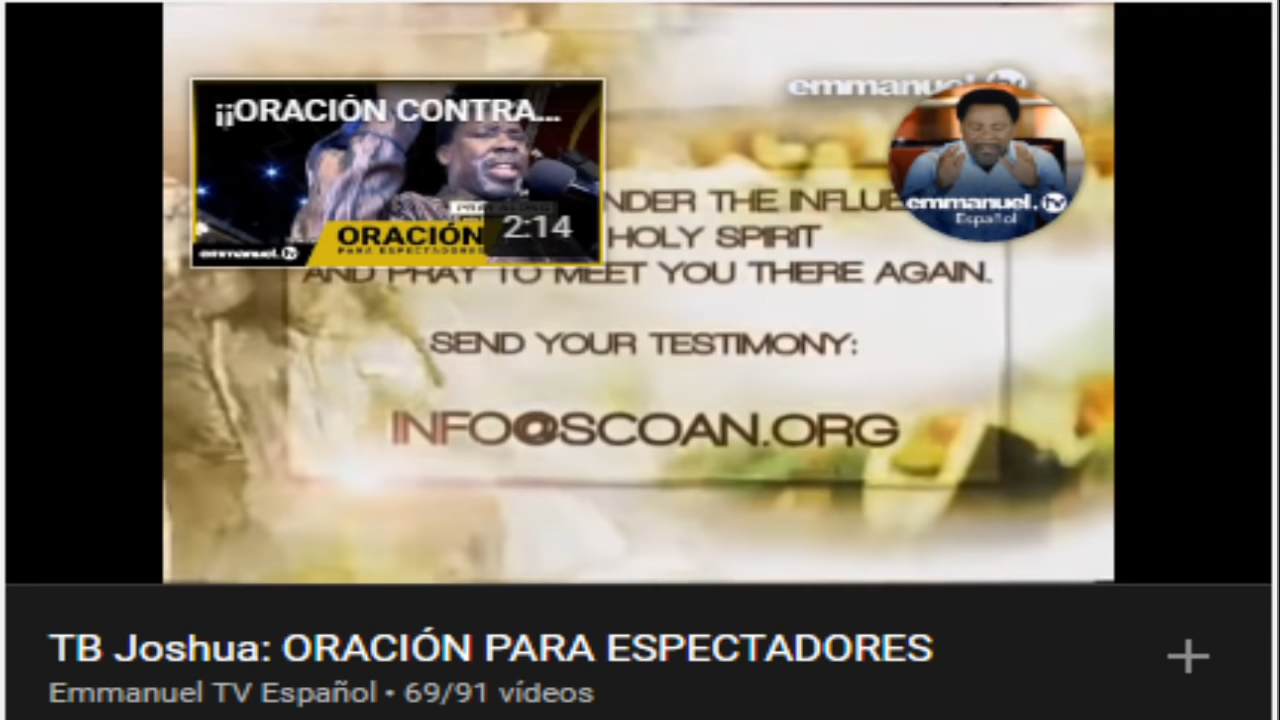 ¡¡ORACIÓN CONTRA...
ORACIÓN
PARA ESPECTADORES
2:14
emmanuel.tv
emmanuel.tv
emmanuel.tv
Español
THE INFLUE
HOLY SPIRIT
AND PRAY TO MEET YOU THERE AGAIN.
SEND YOUR TESTIMONY:
INFO@SCOAN.ORG
TB Joshua: ORACIÓN PARA ESPECTADORES
Emmanuel TV Español • 69/91 vídeos
+